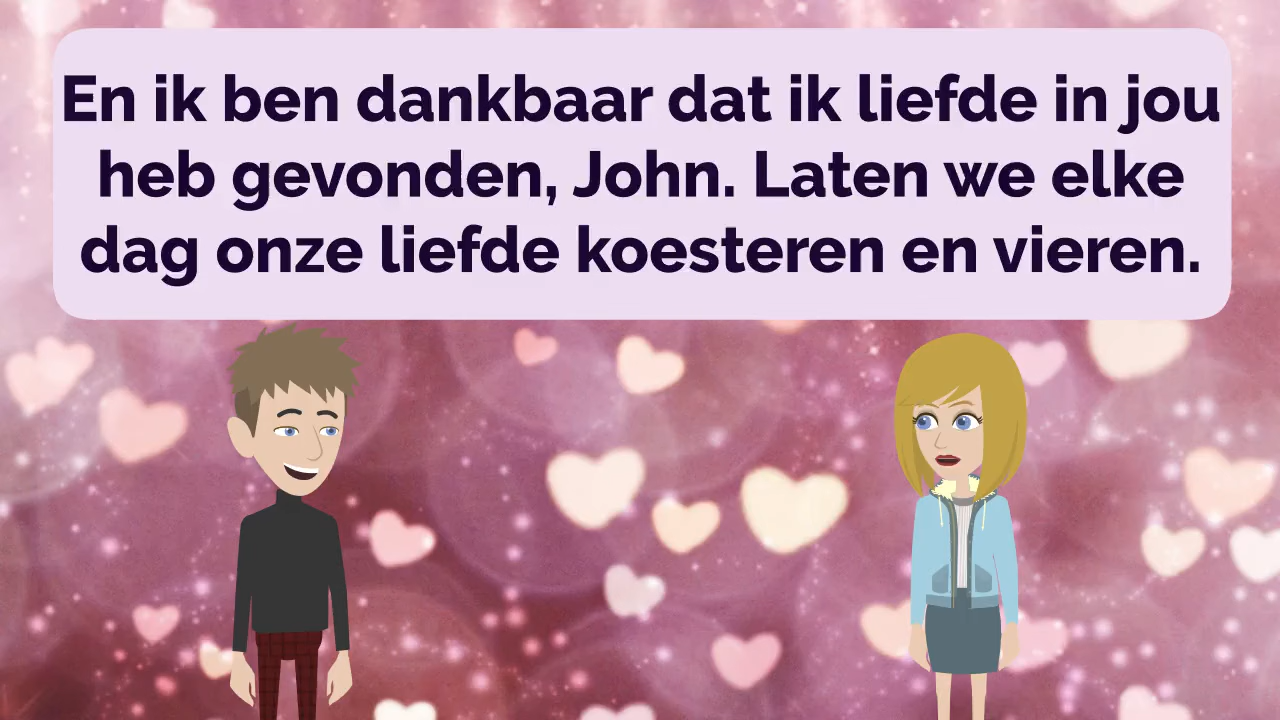 En ik ben dankbaar dat ik liefde in jou
heb gevonden, John. Laten we elke
dag onze liefde koesteren en vieren.